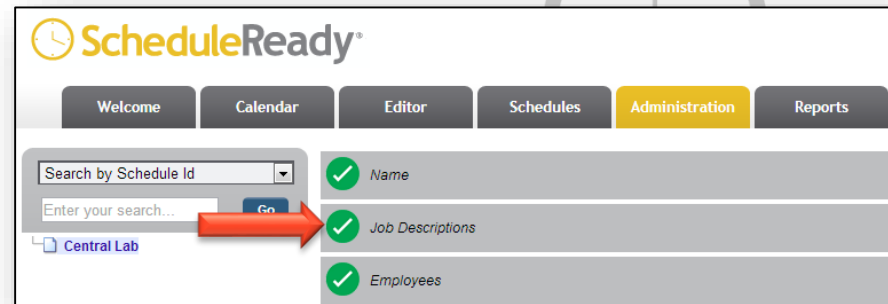 ScheduleReady®
Welcome Calendar Editor Schedules Administration Reports
Search by Schedule Id
Enter your search... Go
Central Lab
Name
Job Descriptions
Employees